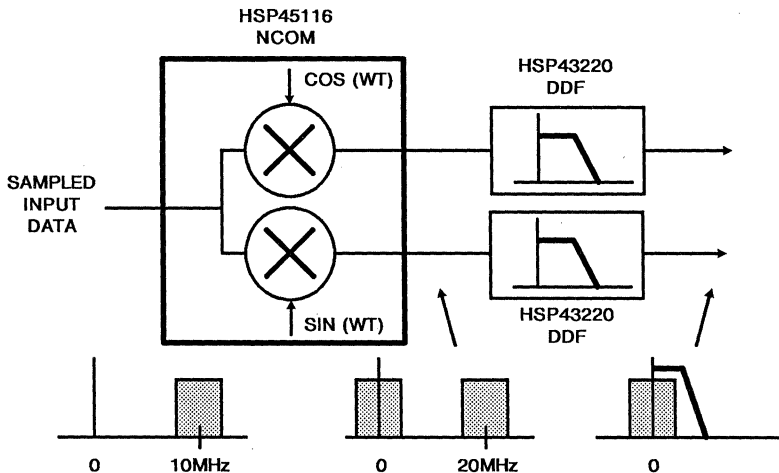 HSP45116
NCOM
COS (WT)
HSP43220
DDF
SAMPLED
INPUT
DATA
SIN (WT)
HSP43220
DDF
0
10MHz
0
20MHz
0